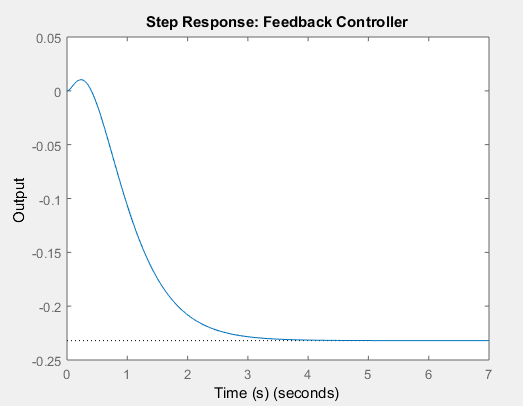 Step Response: Feedback Controller
0.05
0
-0.05
-0.1
-0.15
-0.2
-0.25
Output
0 1 2 3 4 5 6 7
Time (s) (seconds)